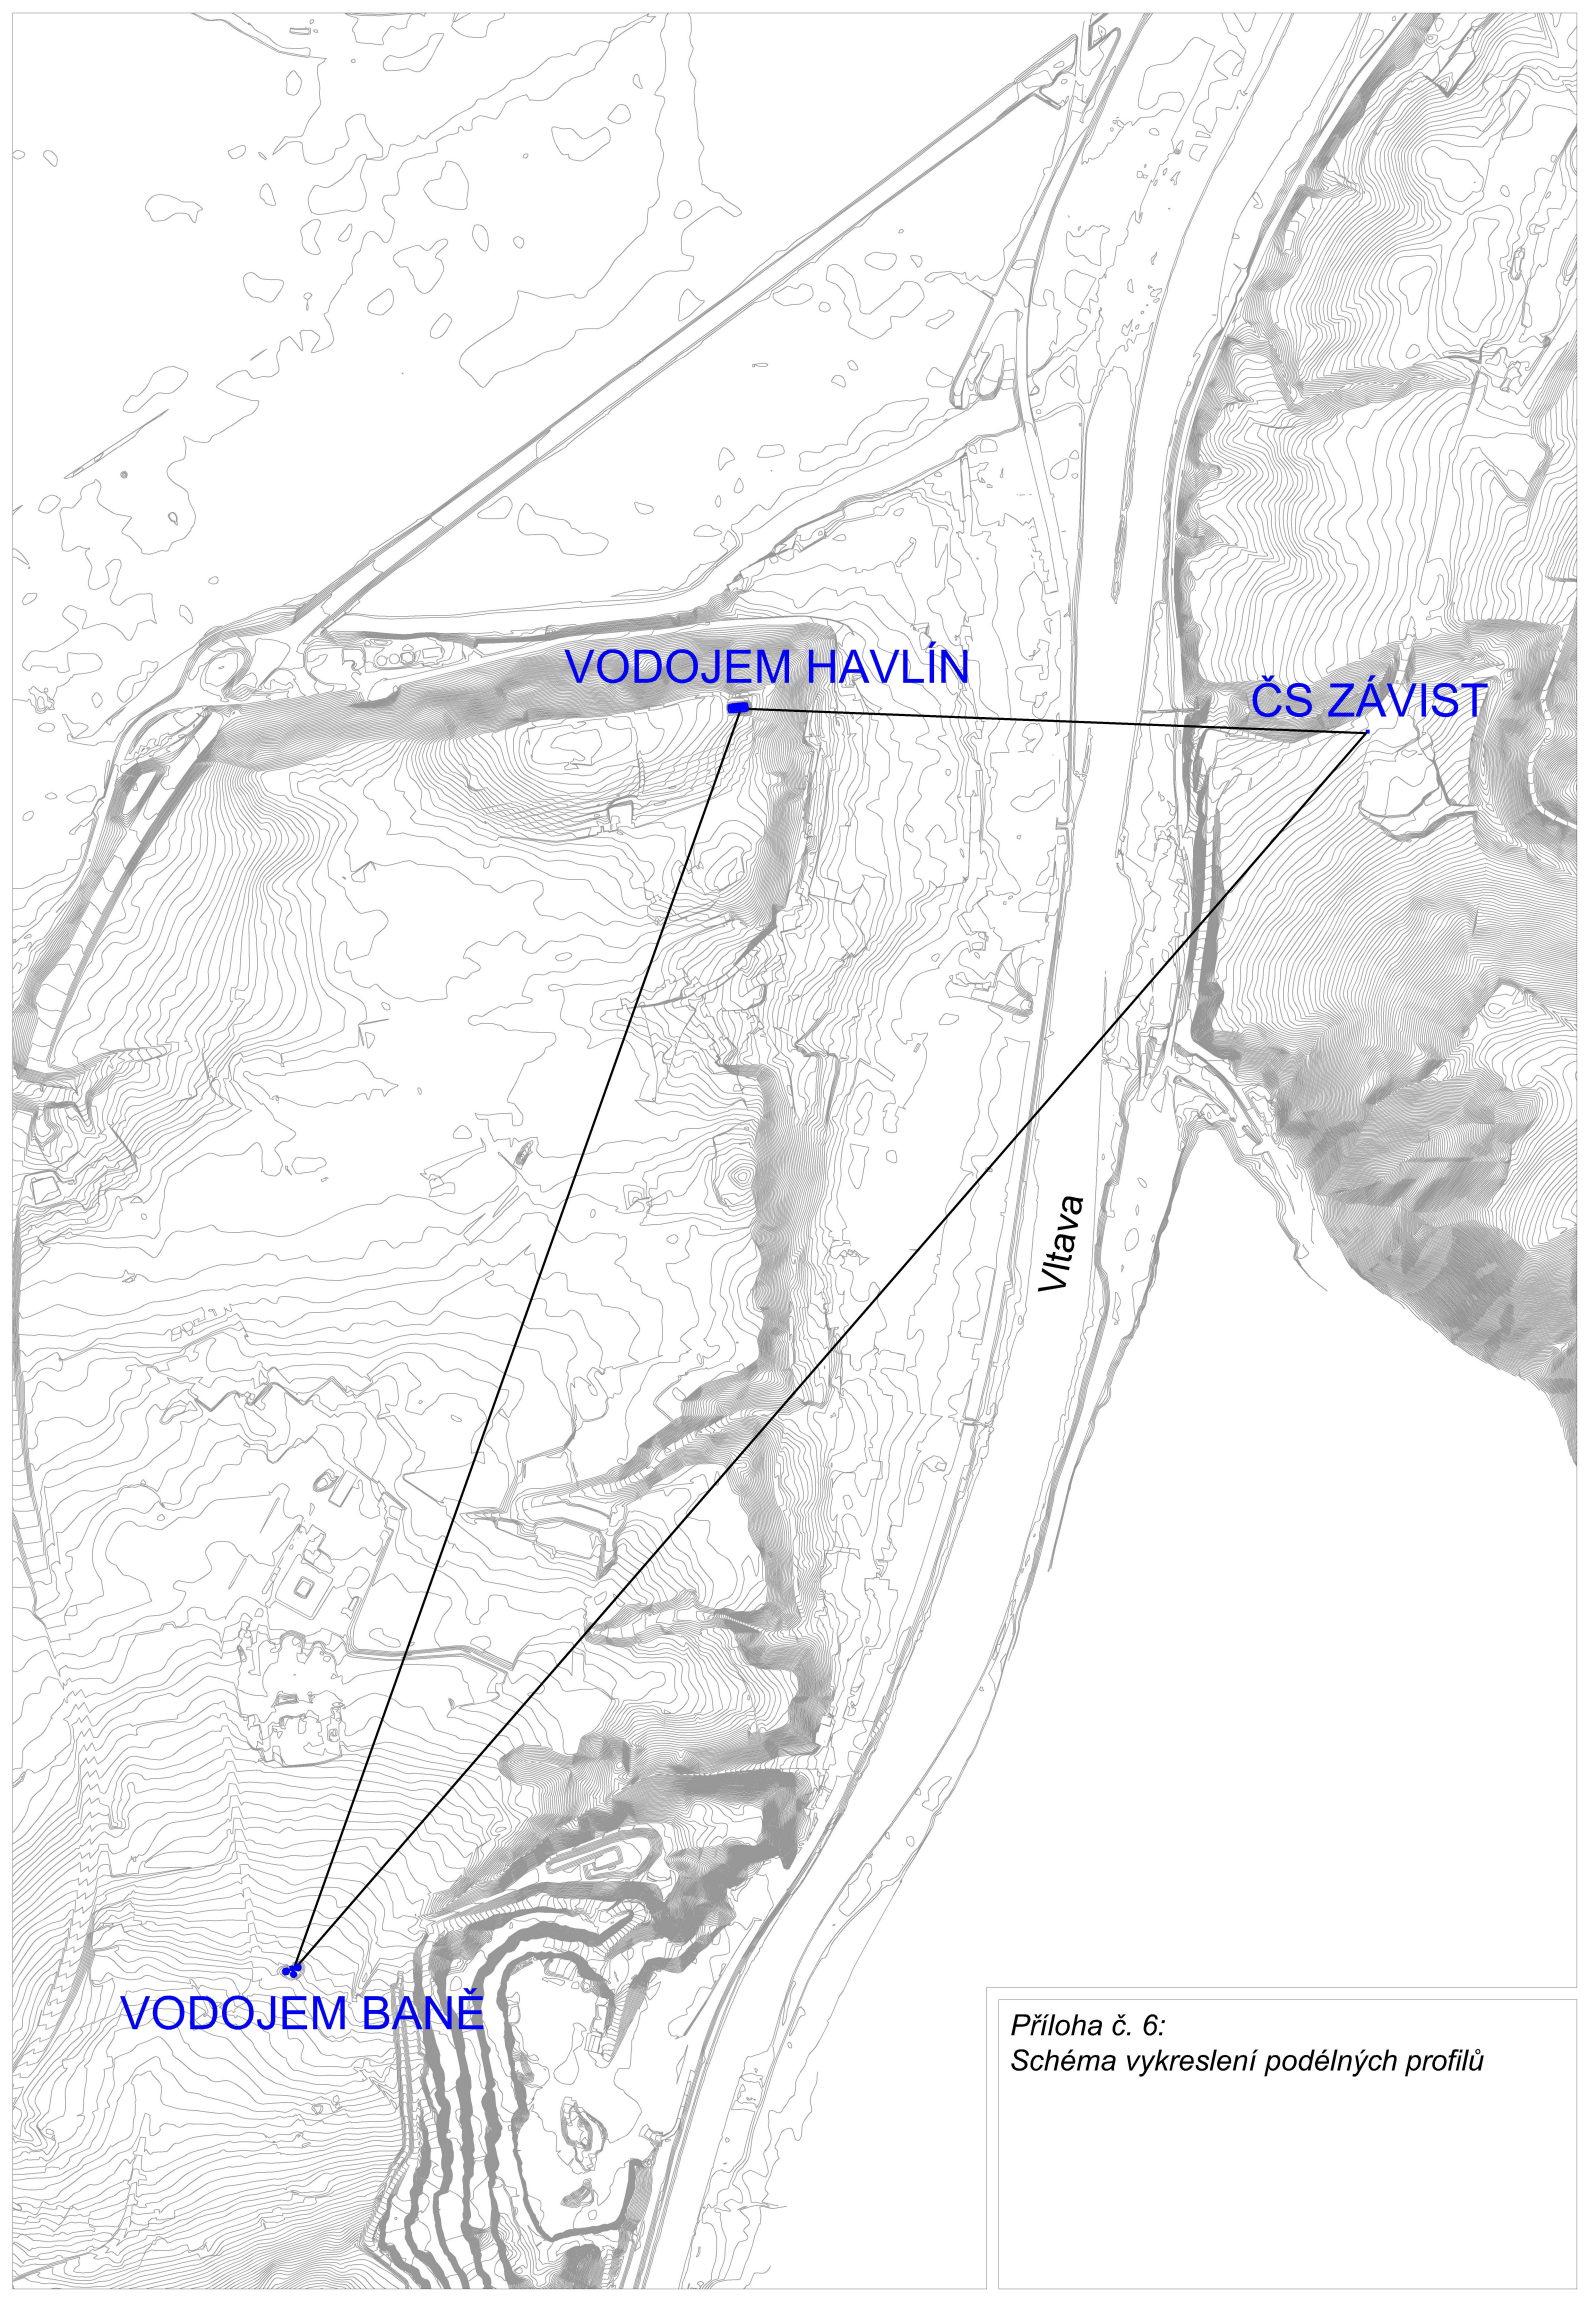 VODOJEM HAVLÍN
ČS ZÁVIST
Vltava
VODOJEM BANĚ
Příloha č. 6:
Schéma vykreslení podélných profilů